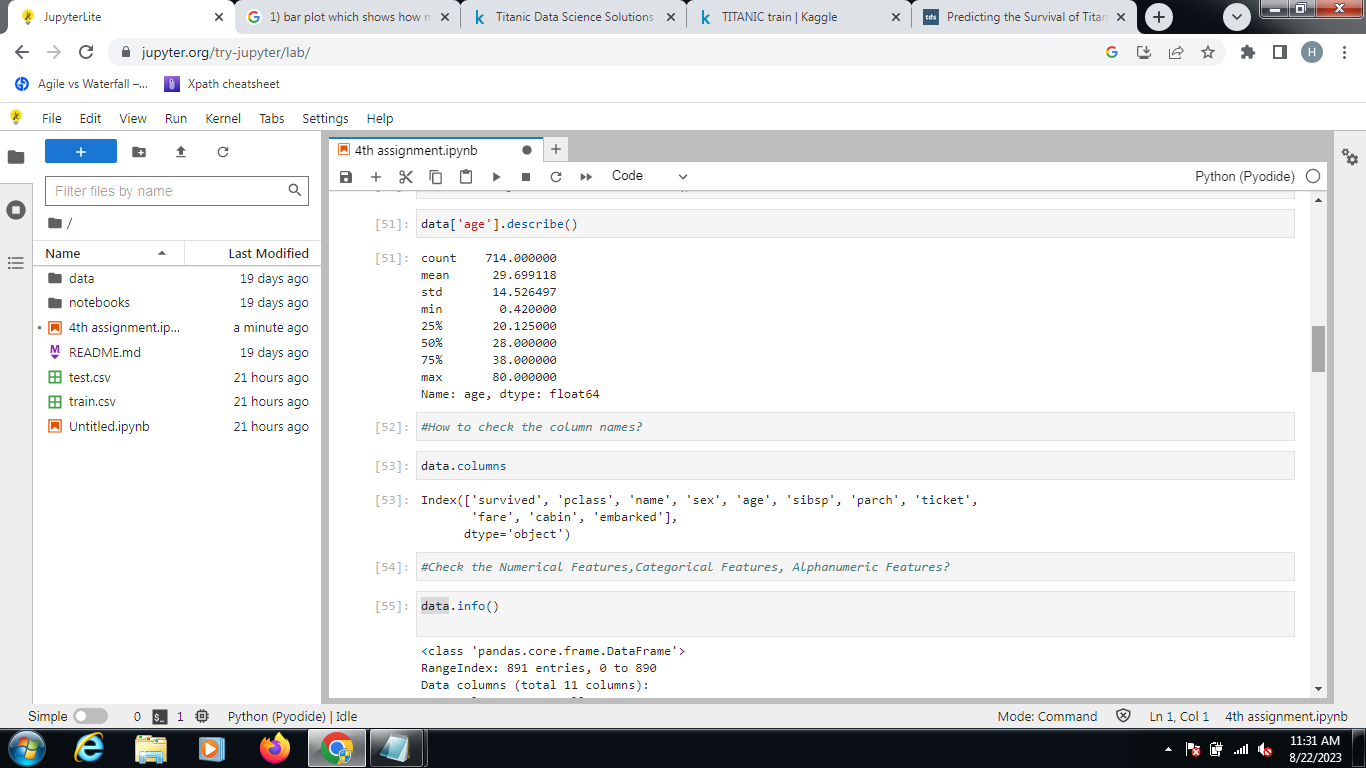 JupyterLite
1) bar plot which shows how m
Titanic Data Science Solutions
TITANIC train | Kaggle
Predicting the Survival of Titan
jupyter.org/try-jupyter/lab/
H
Agile vs Waterfall –...
Xpath cheatsheet
File Edit View Run Kernel Tabs Settings Help
4th assignment.ipynb
Code
Python (Pyodide)
Filter files by name
/
Name Last Modified
data 19 days ago
notebooks 19 days ago
4th assignment.ip... a minute ago
README.md 19 days ago
test.csv 21 hours ago
train.csv 21 hours ago
Untitled.ipynb 21 hours ago
[51]: data['age'].describe()
[51]: count 714.000000
mean 29.699118
std 14.526497
min 0.420000
25% 20.125000
50% 28.000000
75% 38.000000
max 80.000000
Name: age, dtype: float64
[52]: #How to check the column names?
[53]: data.columns
[53]: Index(['survived', 'pclass', 'name', 'sex', 'age', 'sibsp', 'parch', 'ticket',
'fare', 'cabin', 'embarked'],
dtype='object')
[54]: #Check the Numerical Features,Categorical Features, Alphanumeric Features?
[55]: data.info()
<class 'pandas.core.frame.DataFrame'>
RangeIndex: 891 entries, 0 to 890
Data columns (total 11 columns):
Simple 0 1 Python (Pyodide) | Idle Mode: Command Ln 1, Col 1 4th assignment.ipynb
11:31 AM
8/22/2023